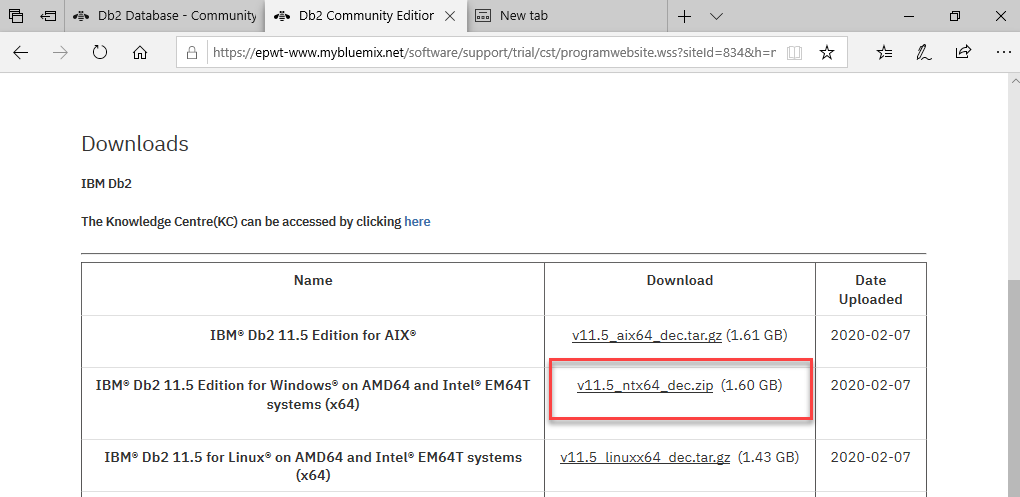 Db2 Database - Community
Db2 Community Edition
New tab
https://epwt-www.mybluemix.net/software/support/trial/cst/programwebsite.wss?siteId=834&h=
Downloads
IBM Db2
The Knowledge Centre(KC) can be accessed by clicking here
Name
Download
Date
Uploaded
IBM® Db2 11.5 Edition for AIX®
v11.5_aix64_dec.tar.gz (1.61 GB)
2020-02-07
IBM® Db2 11.5 Edition for Windows® on AMD64 and Intel® EM64T
systems (x64)
v11.5_ntx64_dec.zip (1.60 GB)
2020-02-07
IBM® Db2 11.5 for Linux® on AMD64 and Intel® EM64T systems
(x64)
v11.5_linuxx64_dec.tar.gz (1.43 GB)
2020-02-07